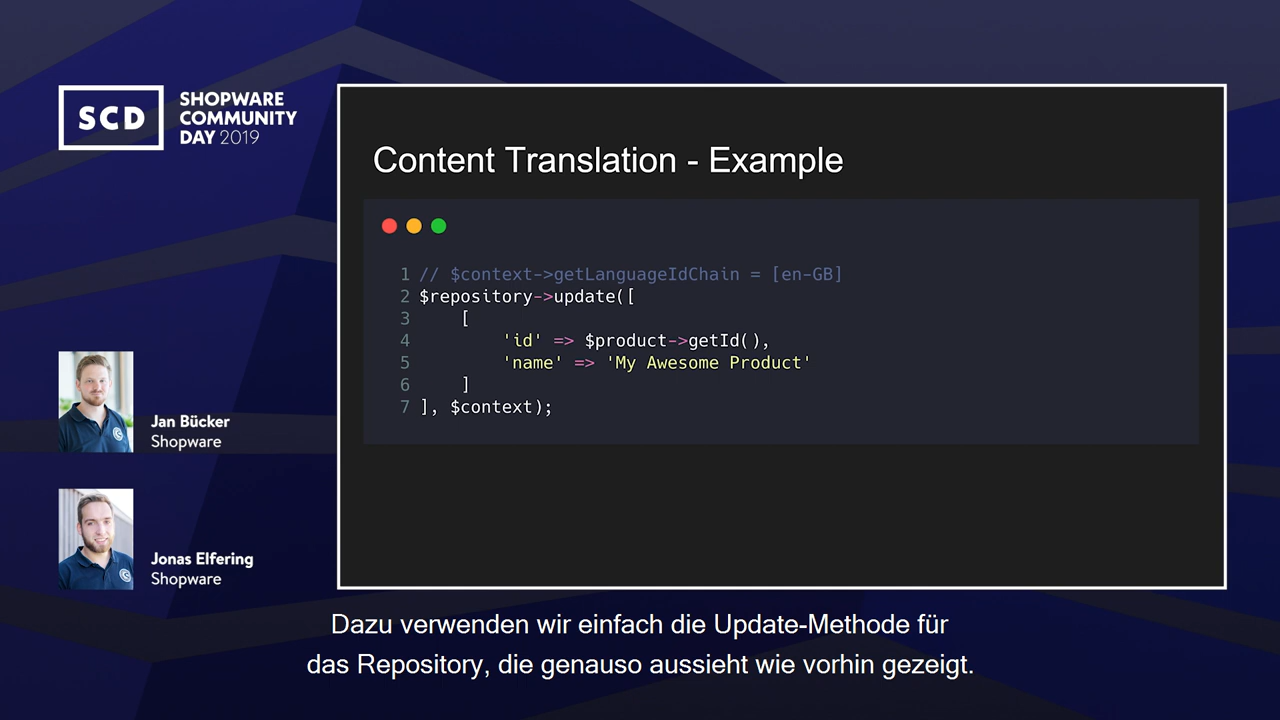 SCD
SHOPWARE
COMMUNITY
DAY 2019
Content Translation - Example
1 // $context->getLanguageIdChain = [en-GB]
2 $repository->update([
3     [
4         'id' => $product->getId(),
5         'name' => 'My Awesome Product'
6     ]
7 ], $context);
Jan Bücker
Shopware
Jonas Elfering
Shopware
Dazu verwenden wir einfach die Update-Methode für
das Repository, die genauso aussieht wie vorhin gezeigt.